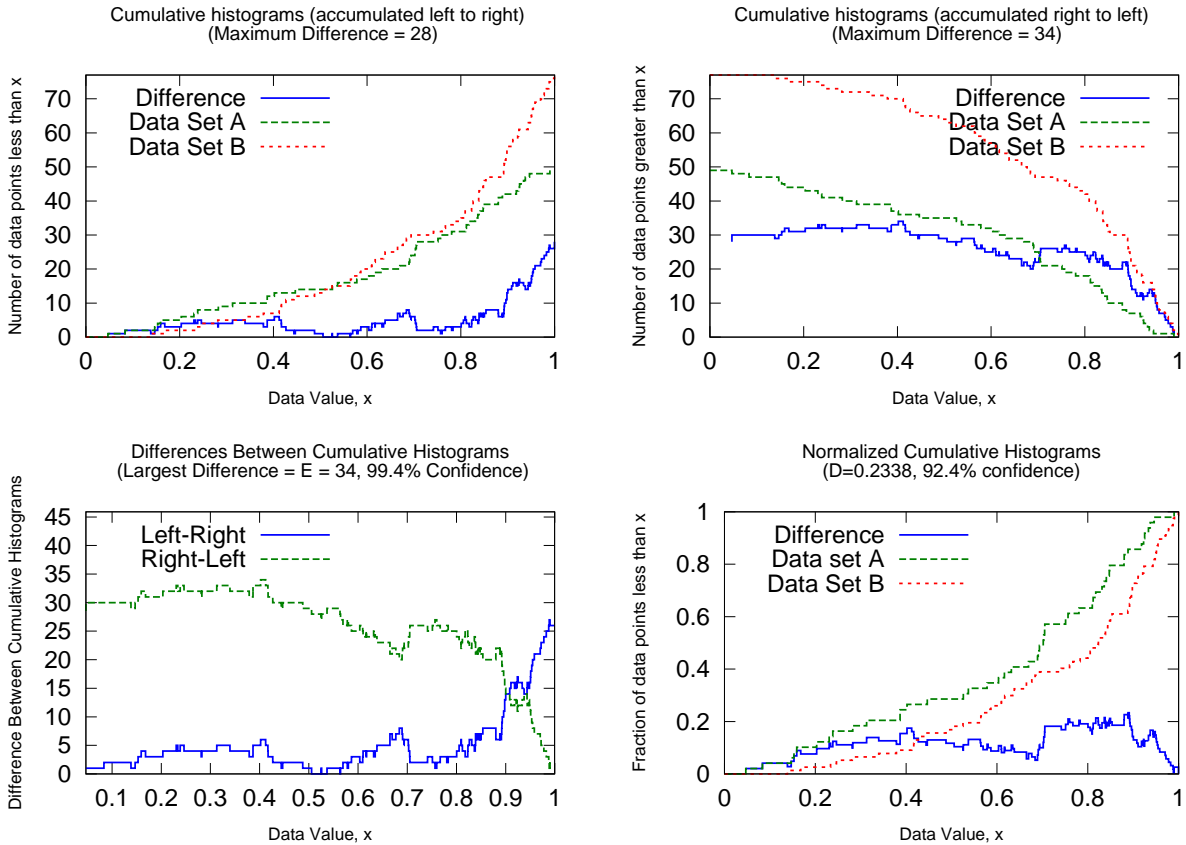 Cumulative histograms (accumulated left to right)
(Maximum Difference = 28)
Number of data points less than x
70
60
50
40
30
20
10
0
Difference
Data Set A
Data Set B
0 0.2 0.4 0.6 0.8 1
Data Value, x
Cumulative histograms (accumulated right to left)
(Maximum Difference = 34)
Number of data points greater than x
70
60
50
40
30
20
10
0
Difference
Data Set A
Data Set B
0 0.2 0.4 0.6 0.8 1
Data Value, x
Differences Between Cumulative Histograms
(Largest Difference = E = 34, 99.4% Confidence)
Difference Between Cumulative Histograms
45
40
35
30
25
20
15
10
5
0
Left-Right
Right-Left
0.1 0.2 0.3 0.4 0.5 0.6 0.7 0.8 0.9 1
Data Value, x
Normalized Cumulative Histograms
(D=0.2338, 92.4% confidence)
Fraction of data points less than x
1
0.8
0.6
0.4
0.2
0
Difference
Data set A
Data Set B
0 0.2 0.4 0.6 0.8 1
Data Value, x